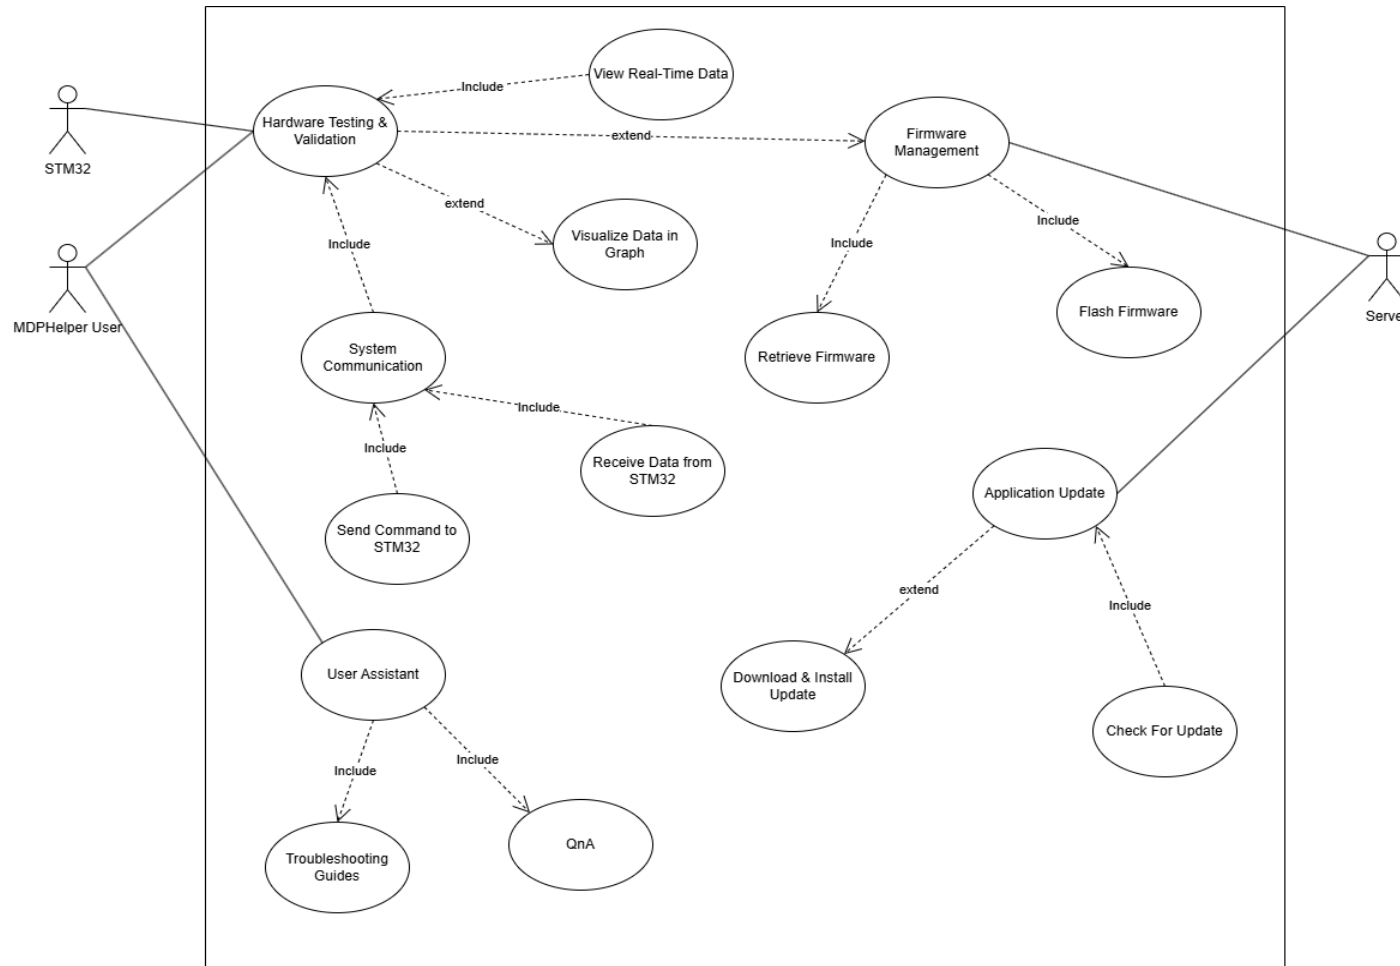 View Real-Time Data
Include
Hardware Testing &
Validation
extend
Firmware
Management
STM32
extend
Include
Include
Include
Visualize Data in
Graph
MDPHelper User
Flash Firmware
Serve
System
Communication
Retrieve Firmware
Include
Include
Receive Data from
STM32
Application Update
Send Command to
STM32
extend
Include
User Assistant
Download & Install
Update
Check For Update
Include
Include
QnA
Troubleshooting
Guides